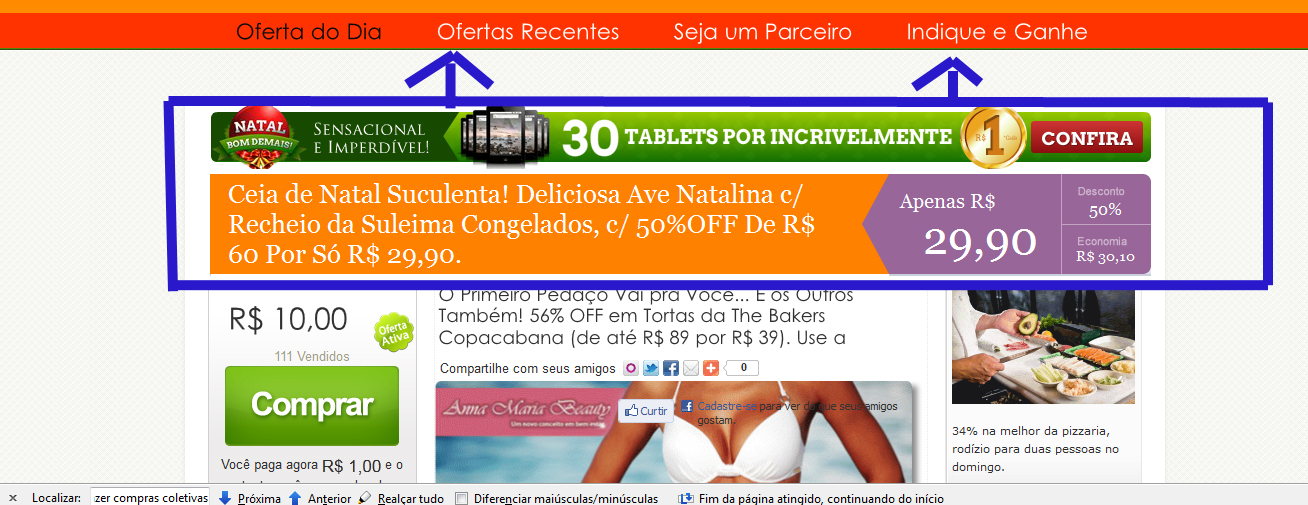 Oferta do Dia Ofertas Recentes Seja um Parceiro Indique e Ganhe
NATAL
BOM DEMAIS!
SENSACIONAL
E IMPERDÍVEL!
30 TABLETS POR INCRIVELMENTE
R$ 1
CONFIRA
Ceia de Natal Suculenta! Deliciosa Ave Natalina c/
Recheio da Suleima Congelados, c/ 50%OFF De R$
60 Por Só R$ 29,90.
Apenas R$
29,90
Desconto
50%
Economia
R$ 30,10
R$ 10,00
Oferta
Ativa
111 Vendidos
Comprar
Você paga agora R$ 1,00 e o
O Primeiro Pedaço Vai pra Você... E os Outros
Também! 56% OFF em Tortas da The Bakers
Copacabana (de até R$ 89 por R$ 39). Use a
Compartilhe com seus amigos 0
Anna Maria Beauty
Um novo conceito em bem estar
Curtir
Cadastre-se para ver do que seus amigos
gostam.
34% na melhor da pizzaria,
rodízio para duas pessoas no
domingo.
× Localizar: zer compras coletivas Próxima Anterior Realçar tudo Diferenciar maiúsculas/minúsculas Fim da página atingido, continuando do início